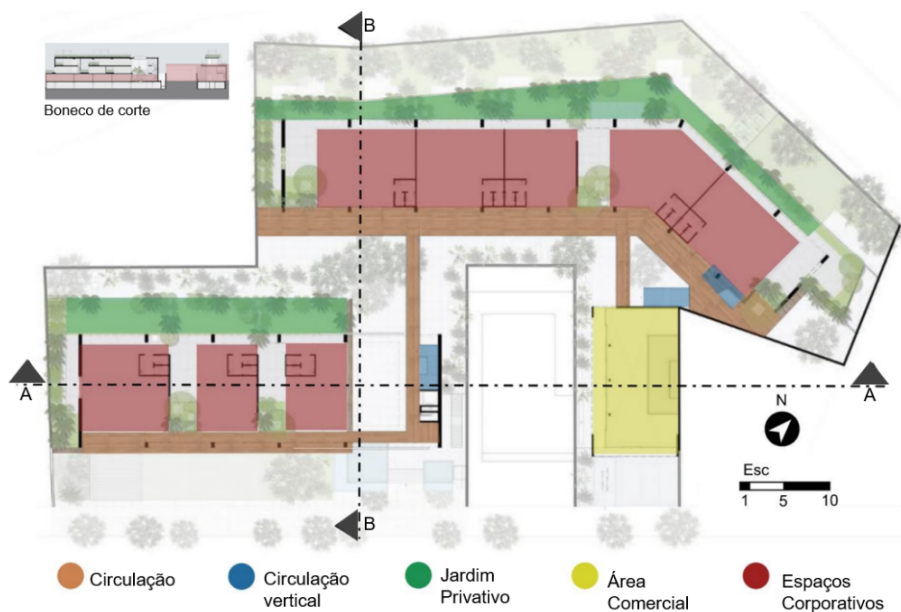 B
Boneco de corte
A
A
N
Esc
1 5 10
B
Circulação
Circulação
vertical
Jardim
Privativo
Área
Comercial
Espaços
Corporativos